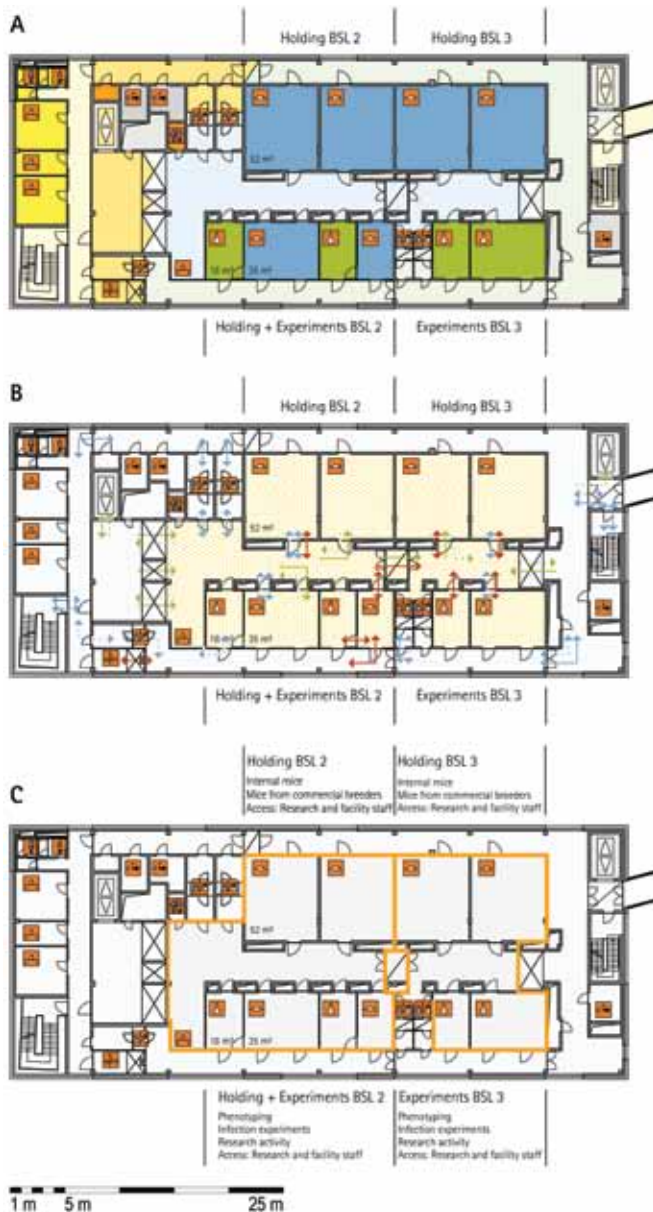 A
Holding BSL 2 Holding BSL 3
52 m²
18 m² 35 m²
Holding + Experiments BSL 2 Experiments BSL 3
B
Holding BSL 2 Holding BSL 3
52 m²
18 m² 35 m²
Holding + Experiments BSL 2 Experiments BSL 3
Holding BSL 2 Holding BSL 3
Internal mice Internal mice
Mice from commercial breeders Mice from commercial breeders
Access: Research and facility staff Access: Research and facility staff
C
52 m²
18 m² 35 m²
Holding + Experiments BSL 2 Experiments BSL 3
Phenotyping Phenotyping
Infection experiments Infection experiments
Research activity Research activity
Access: Research and facility staff Access: Research and facility staff
1 m 5 m 25 m